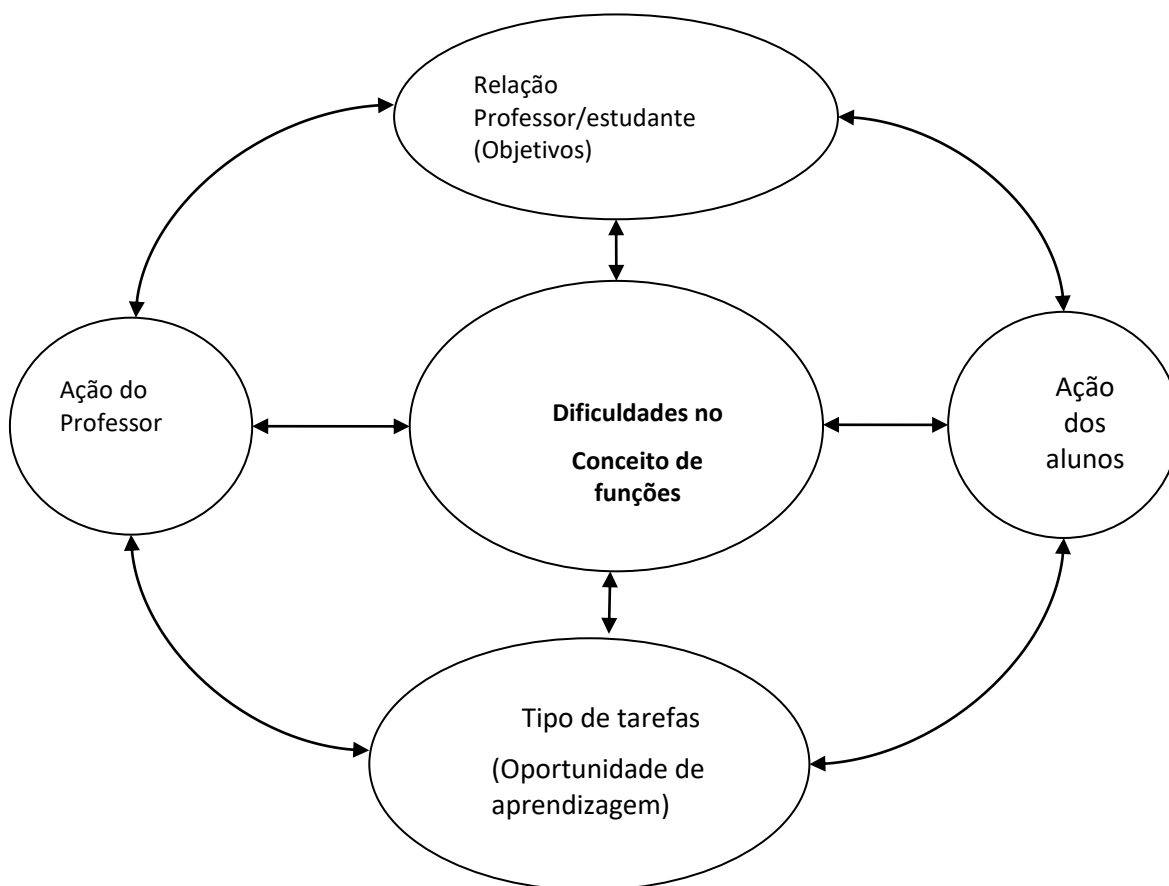 Relação
Professor/estudante
(Objetivos)
Ação do
Professor
Dificuldades no
Conceito de
funções
Ação
dos
alunos
Tipo de tarefas
(Oportunidade de
aprendizagem)